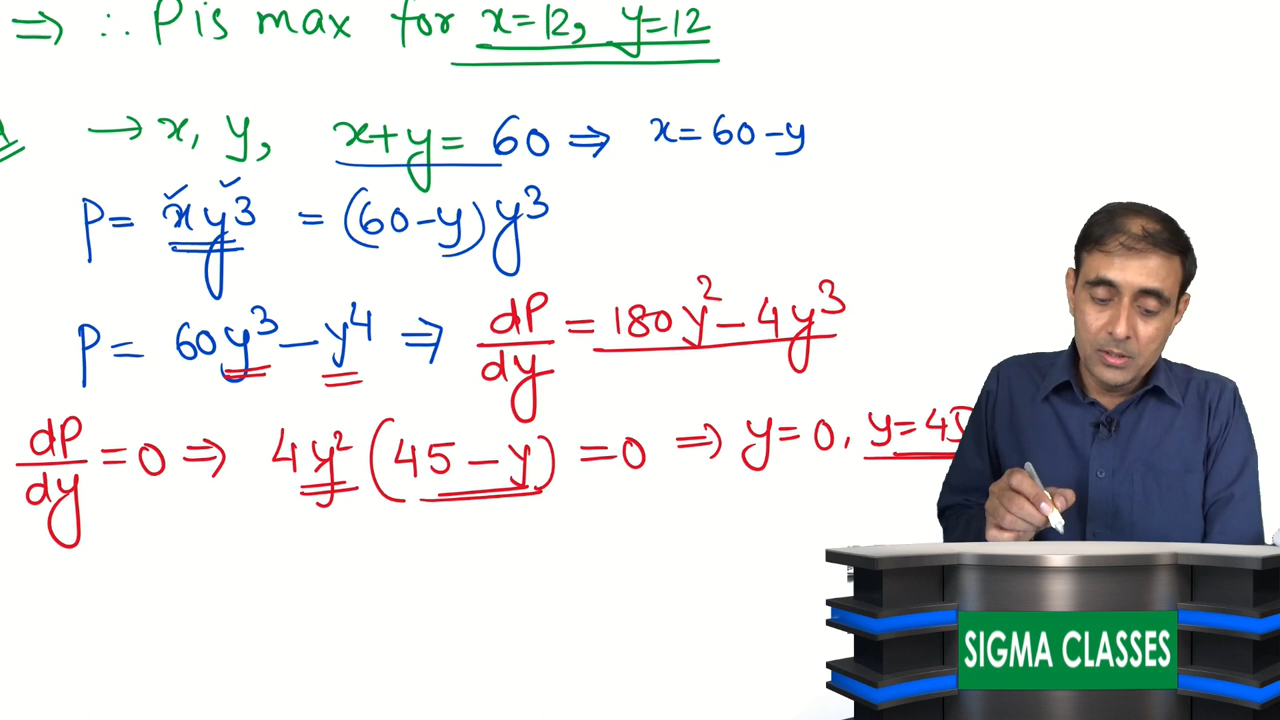 ⇒ ∴ P is max for x=12, y=12
→ x, y, x+y= 60 ⇒ x=60-y
P= xy³ = (60-y)y³
P= 60y³-y⁴ ⇒ dP/dy = 180y²-4y³
dP/dy = 0 ⇒ 4y²(45-y) = 0 ⇒ y=0, y=45
SIGMA CLASSES